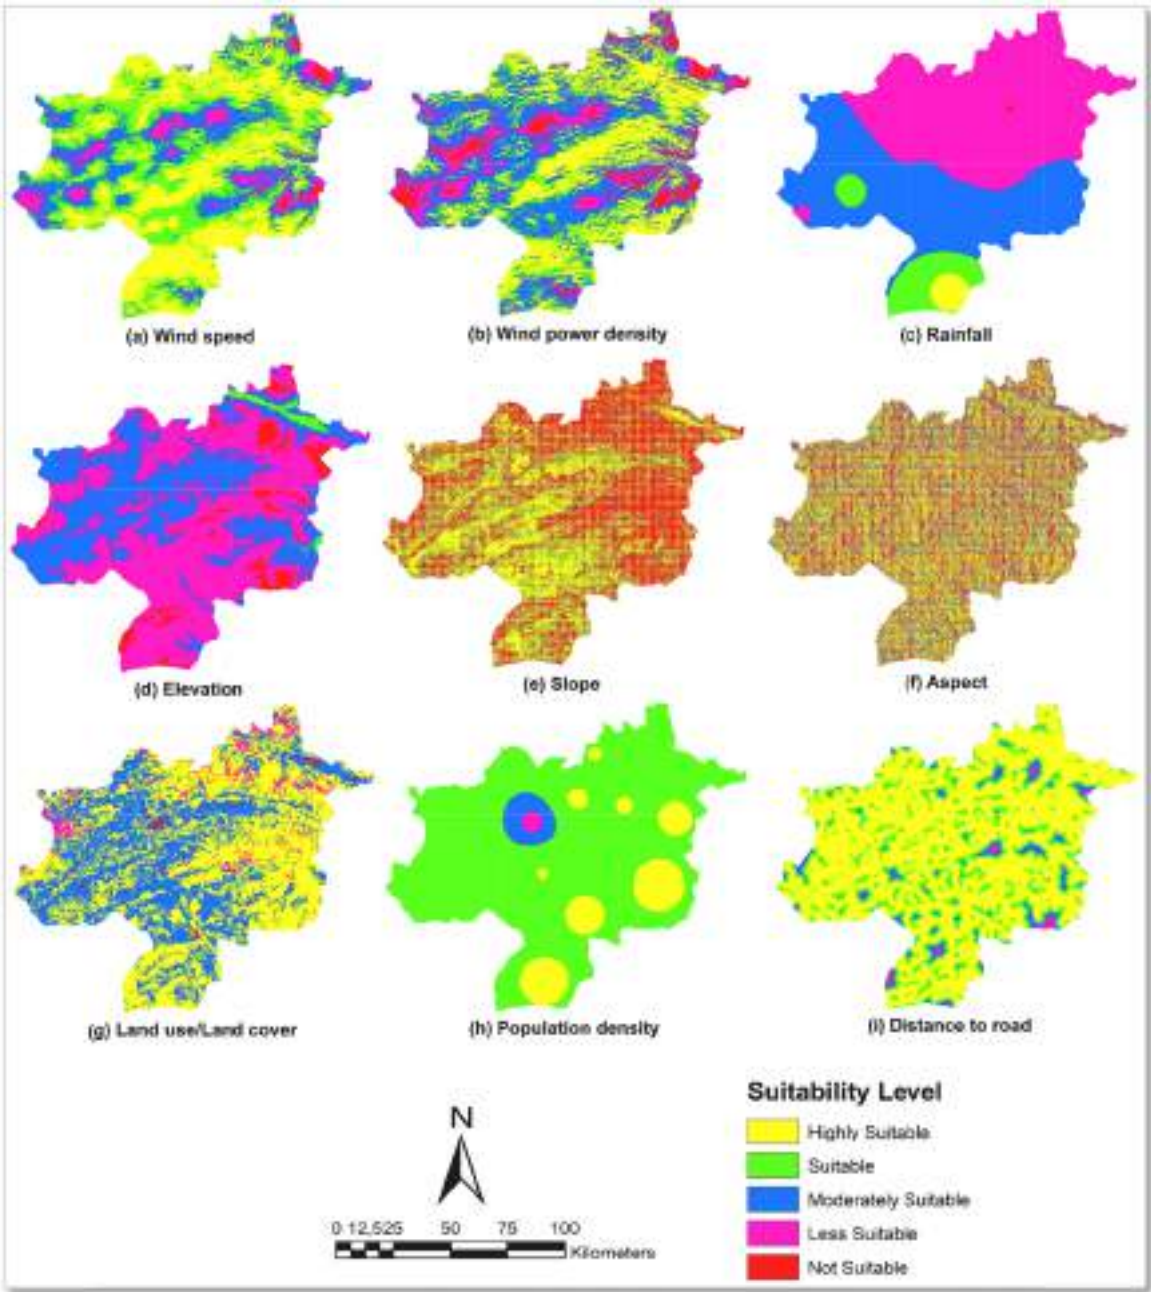 (a) Wind speed
(b) Wind power density
(c) Rainfall
(d) Elevation
(e) Slope
(f) Aspect
(g) Land use/Land cover
(h) Population density
(i) Distance to road
Suitability Level
Highly Suitable
Suitable
Moderately Suitable
Less Suitable
Not Suitable
N
0 12,525 50 75 100
Kilometers